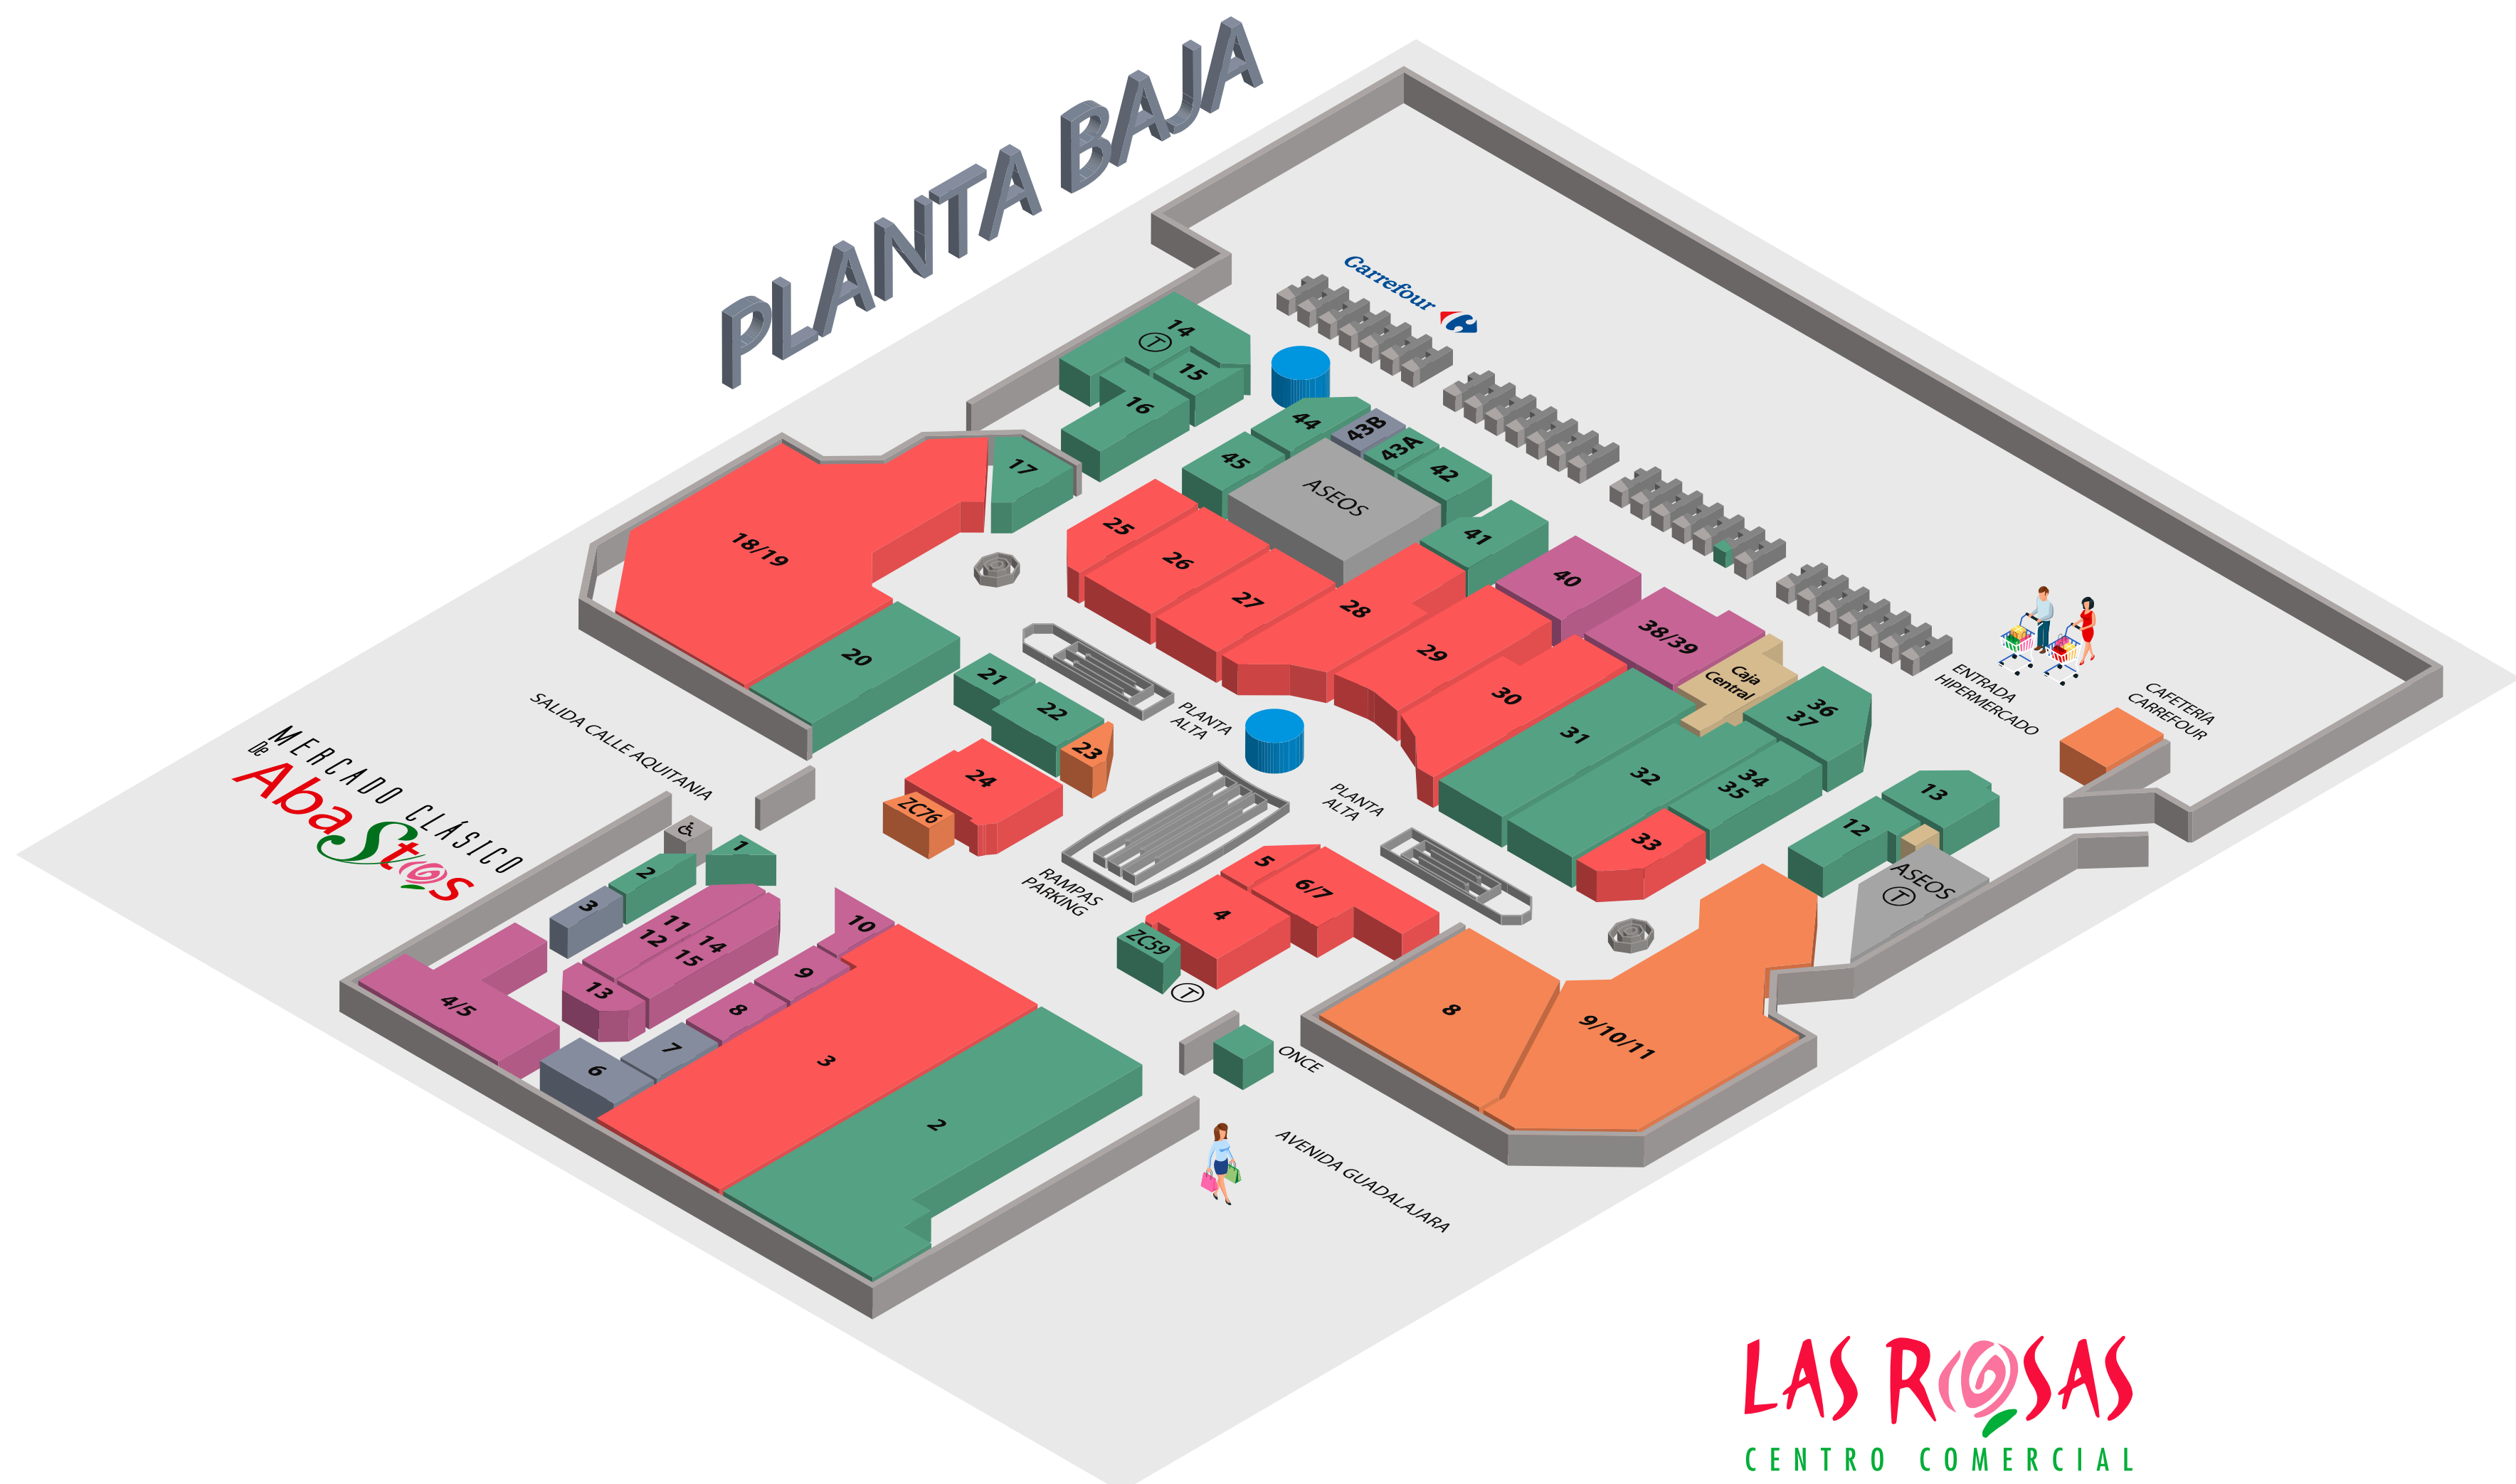 PLANTA BAJA
Carrefour
14
T
15
16
44
43B
43A
42
45
ASEOS
17
18/19
25
26
27
28
41
40
38/39
Caja
Central
29
30
31
32
36
37
34
35
33
ENTRADA
HIPERMERCADO
CAFETERÍA
CARREFOUR
13
12
ASEOS
T
20
21
22
23
24
ZC76
PLANTA
ALTA
PLANTA
ALTA
RAMPAS
PARKING
SALIDA CALLE AQUITANIA
MERCADO CLÁSICO
De
AbaStos
1
2
3
11
12
14
15
13
4/5
10
9
8
7
6
3
2
5
6/7
4
ZC59
T
ONCE
8
9/10/11
AVENIDA GUADALAJARA
LAS ROSAS
CENTRO COMERCIAL